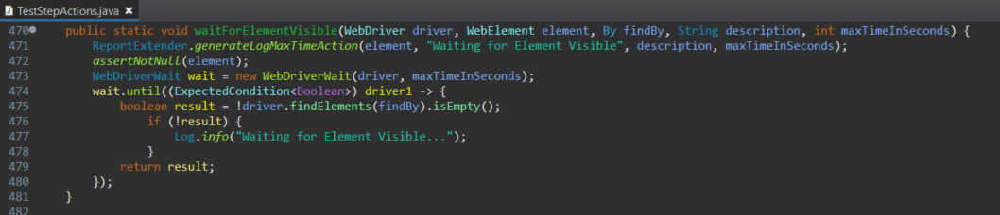 TestStepActions.java
470 public static void waitForElementVisible(WebDriver driver, WebElement element, By findBy, String description, int maxTimeInSeconds) {
471 ReportExtender.generateLogMaxTimeAction(element, "Waiting for Element Visible", description, maxTimeInSeconds);
472 assertNotNull(element);
473 WebDriverWait wait = new WebDriverWait(driver, maxTimeInSeconds);
474 wait.until((ExpectedCondition<Boolean>) driver1 -> {
475 boolean result = !driver.findElements(findBy).isEmpty();
476 if (!result) {
477 Log.info("Waiting for Element Visible...");
478 }
479 return result;
480 });
481 }
482